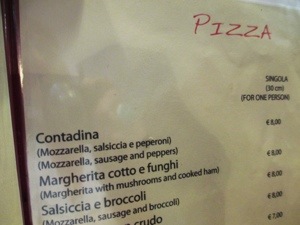 PIZZA
SINGOLA
(30 cm)
(FOR ONE PERSON)
Contadina € 8,00
(Mozzarella, salsiccia e peperoni)
(Mozzarella, sausage and peppers)
Margherita cotto e funghi € 8,00
(Margherita with mushrooms and cooked ham)
Salsiccia e broccoli € 8,00
(Mozzarella, sausage and broccoli)
crudo € 7,00